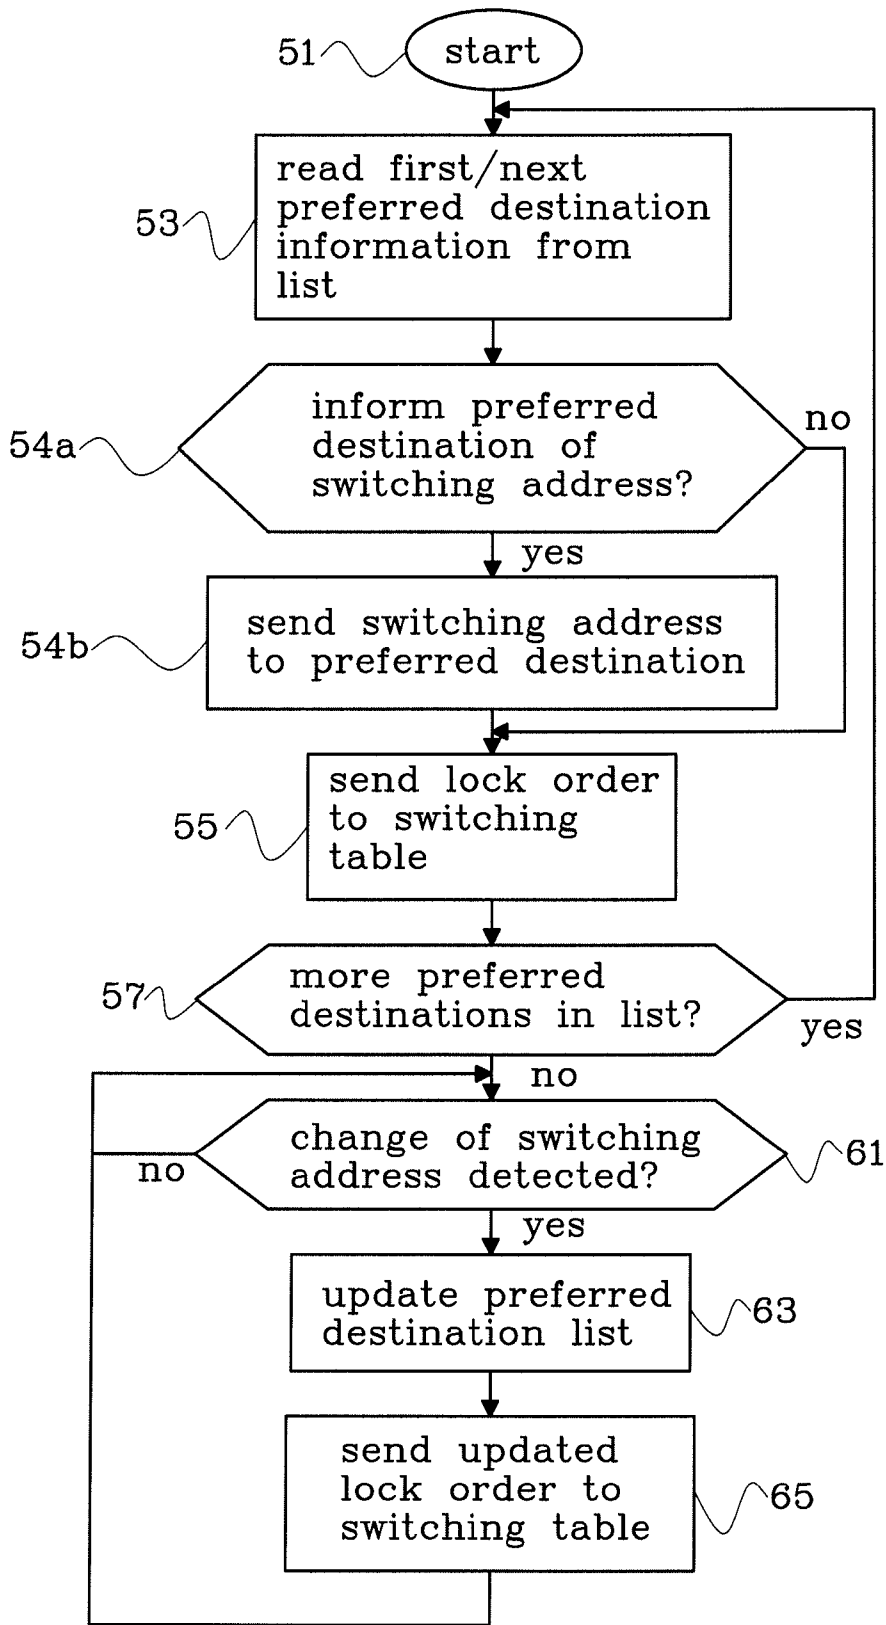 51
start
read first/next
preferred destination
information from
list
53
inform preferred
destination of
switching address?
54a
no
yes
send switching address
to preferred destination
54b
send lock order
to switching
table
55
more preferred
destinations in list?
57
yes
no
change of switching
address detected?
61
no
yes
update preferred
destination list
63
send updated
lock order to
switching table
65